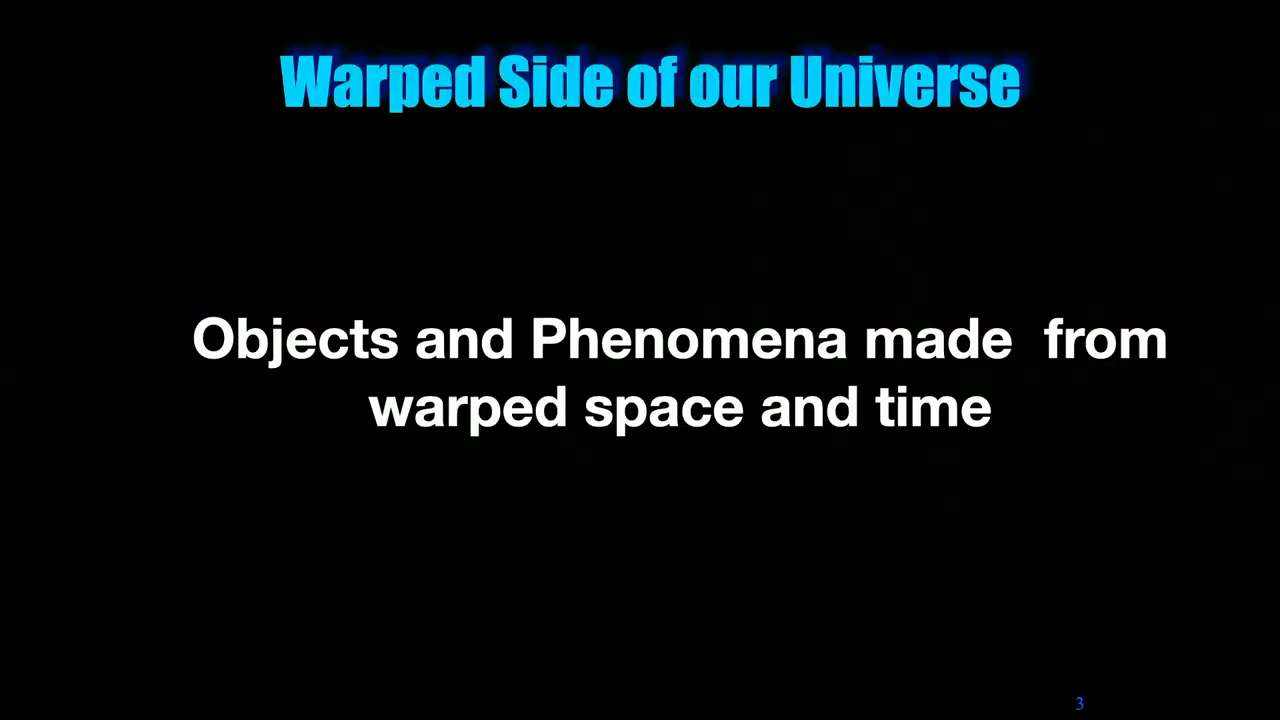 Warped Side of our Universe
Objects and Phenomena made  from
warped space and time
3